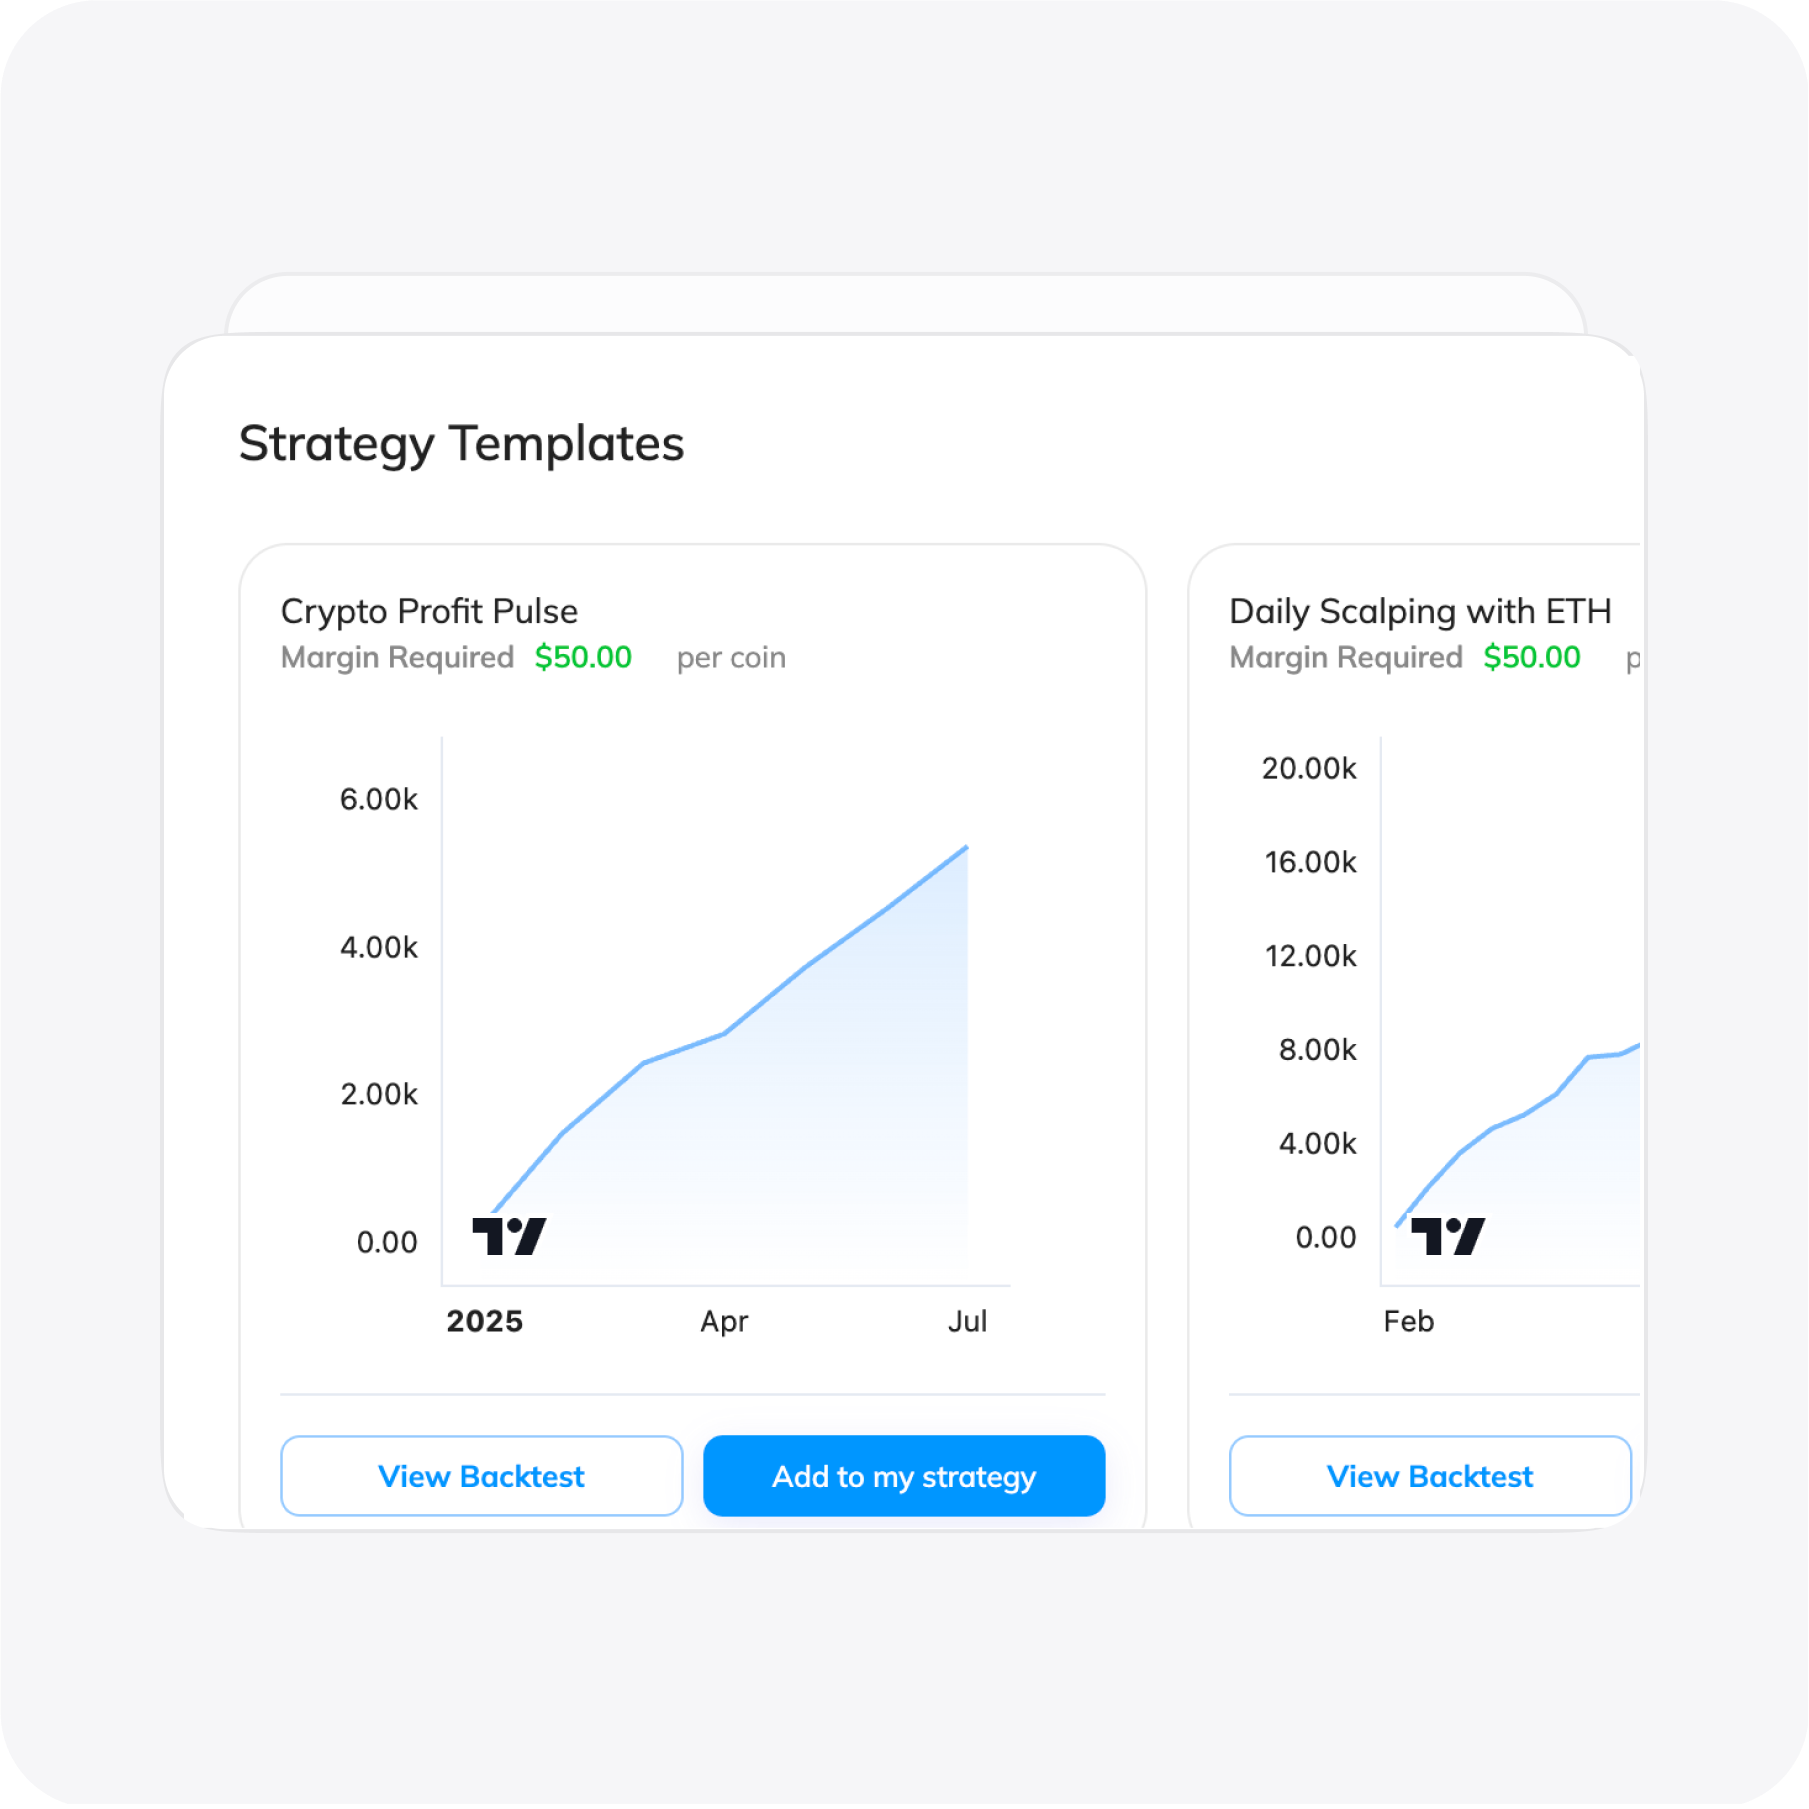 Strategy Templates
Crypto Profit Pulse
Margin Required $50.00 per coin
6.00k
4.00k
2.00k
0.00
2025 Apr Jul
View Backtest Add to my strategy
Daily Scalping with ETH
Margin Required $50.00
20.00k
16.00k
12.00k
8.00k
4.00k
0.00
Feb
View Backtest